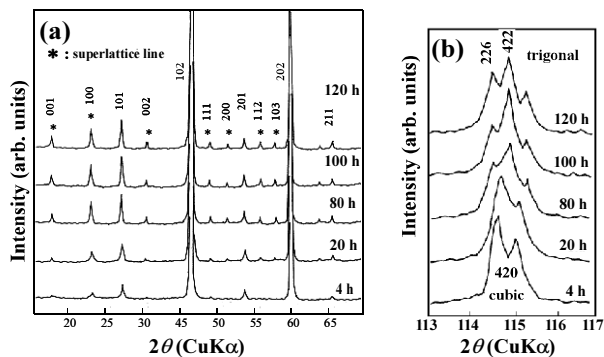 (a)
* : superlattice line
001
*
100
*
101
002
*
102
111
*
200
*
201
112
*
103
*
202
211
*
120 h
100 h
80 h
20 h
4 h
Intensity (arb. units)
20 25 35 45 50 55 60 65
2θ (CuKα)
(b)
226
422
trigonal
120 h
100 h
80 h
20 h
420
cubic
4 h
Intensity (arb. units)
113 114 115 116 117
2θ (CuKα)